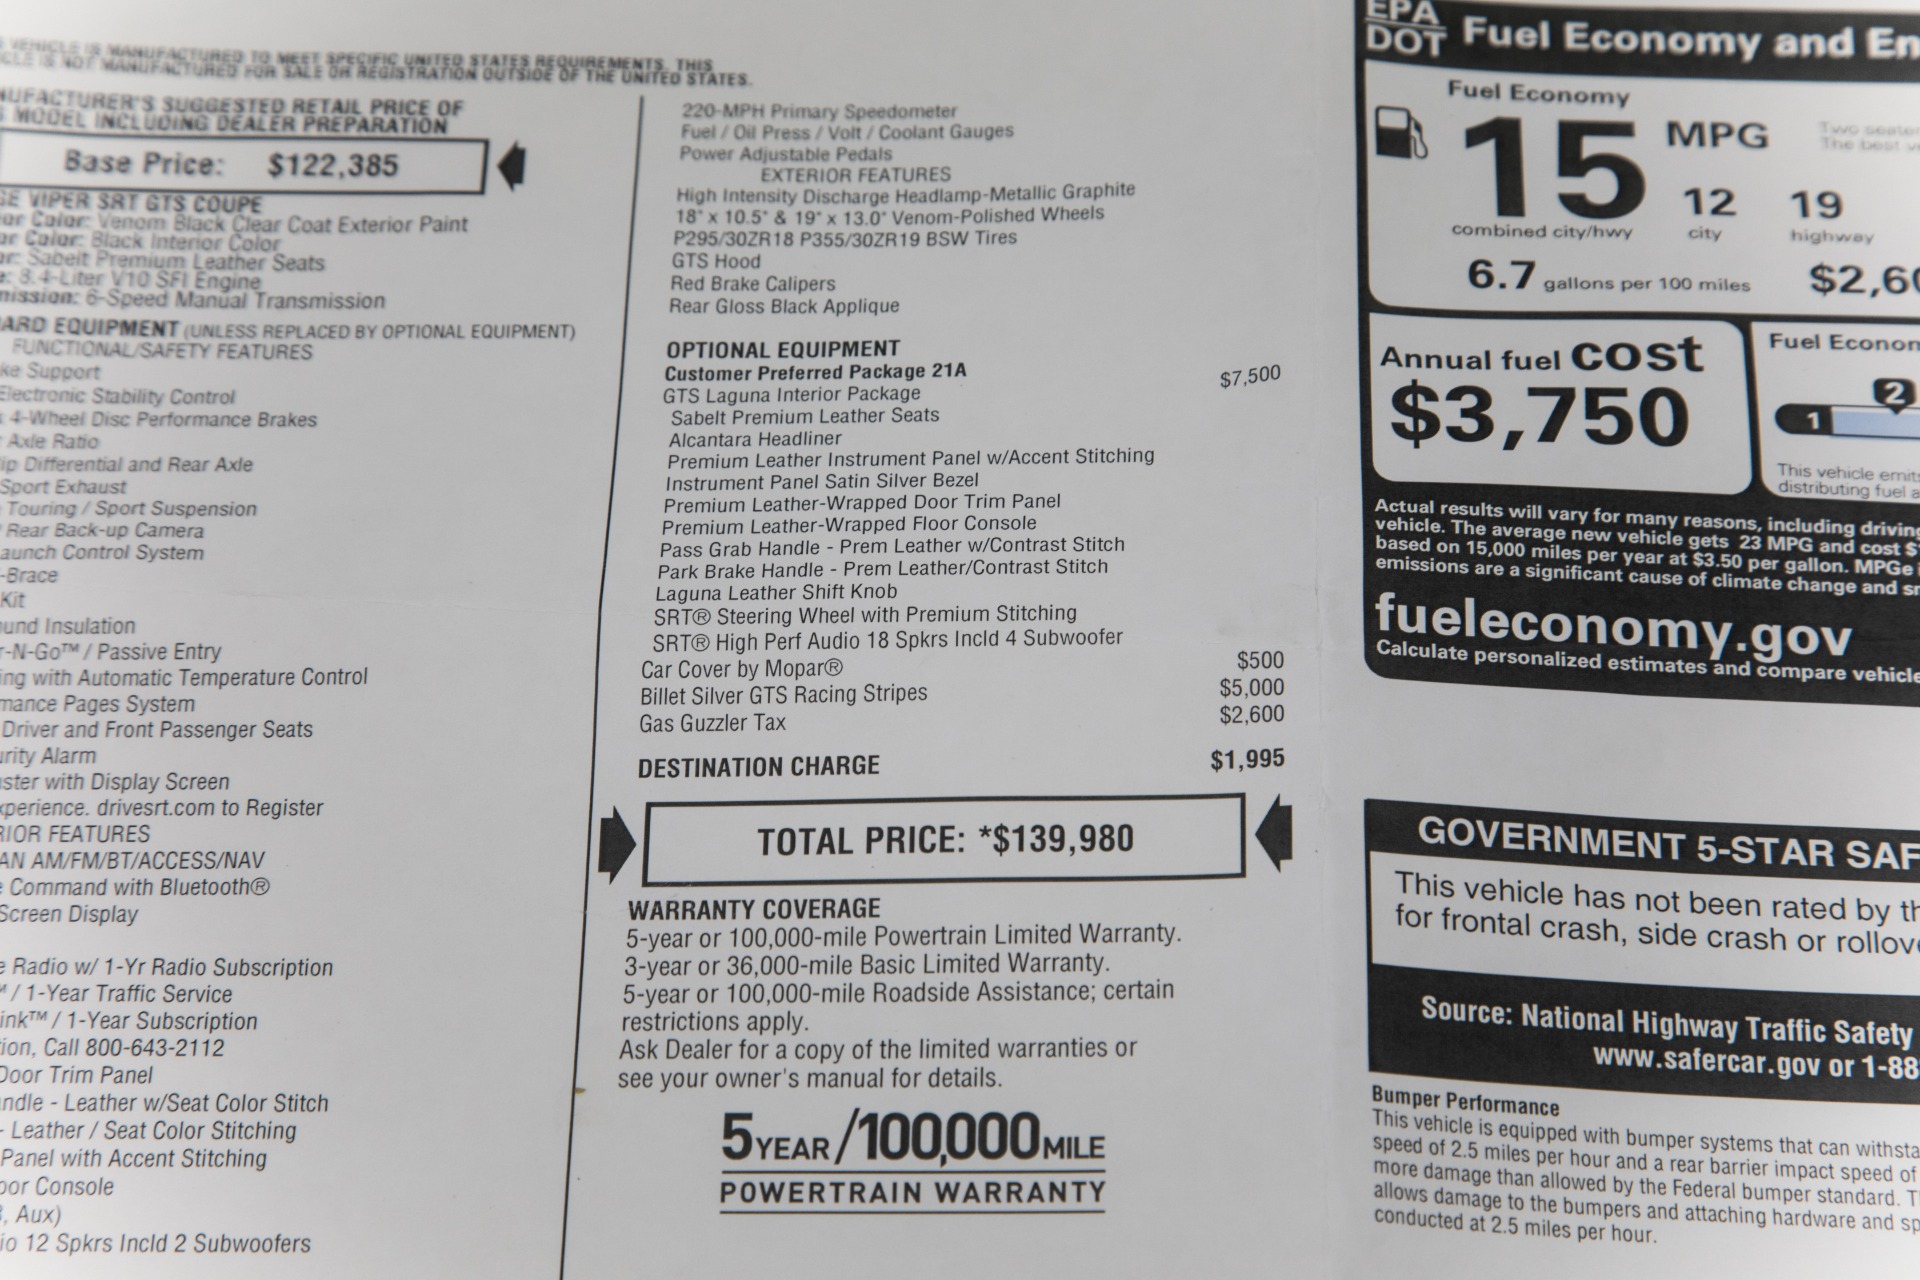 VEHICLE IS MANUFACTURED TO MEET SPECIFIC UNITED STATES REQUIREMENTS. THIS
IS NOT MANUFACTURED FOR SALE OR REGISTRATION OUTSIDE OF THE UNITED STATES.
SUGGESTED RETAIL PRICE OF
MODEL INCLUDING DEALER PREPARATION
Base Price: $122,385
VIPER SRT GTS COUPE
Color: Venom Black Clear Coat Exterior Paint
Color: Black Interior Color
Sabelt Premium Leather Seats
8.4-Liter V10 SFI Engine
6-Speed Manual Transmission
EQUIPMENT (UNLESS REPLACED BY OPTIONAL EQUIPMENT)
FUNCTIONAL/SAFETY FEATURES
Support
Electronic Stability Control
4-Wheel Disc Performance Brakes
Axle Ratio
Differential and Rear Axle
Sport Exhaust
Touring / Sport Suspension
Rear Back-up Camera
Launch Control System
-Brace
Kit
Insulation
-N-Go™ / Passive Entry
with Automatic Temperature Control
Pages System
Driver and Front Passenger Seats
Alarm
with Display Screen
drivesrt.com to Register
FEATURES
AM/FM/BT/ACCESS/NAV
Command with Bluetooth®
Screen Display
Radio w/ 1-Yr Radio Subscription
/ 1-Year Traffic Service
/ 1-Year Subscription
Call 800-643-2112
Door Trim Panel
- Leather w/Seat Color Stitch
- Leather / Seat Color Stitching
Panel with Accent Stitching
Console
Aux)
12 Spkrs Incld 2 Subwoofers
220-MPH Primary Speedometer
Fuel / Oil Press / Volt / Coolant Gauges
Power Adjustable Pedals
EXTERIOR FEATURES
High Intensity Discharge Headlamp-Metallic Graphite
18" x 10.5" & 19" x 13.0" Venom-Polished Wheels
P295/30ZR18 P355/30ZR19 BSW Tires
GTS Hood
Red Brake Calipers
Rear Gloss Black Applique
OPTIONAL EQUIPMENT
Customer Preferred Package 21A $7,500
GTS Laguna Interior Package
Sabelt Premium Leather Seats
Alcantara Headliner
Premium Leather Instrument Panel w/Accent Stitching
Instrument Panel Satin Silver Bezel
Premium Leather-Wrapped Door Trim Panel
Premium Leather-Wrapped Floor Console
Pass Grab Handle - Prem Leather w/Contrast Stitch
Park Brake Handle - Prem Leather/Contrast Stitch
Laguna Leather Shift Knob
SRT® Steering Wheel with Premium Stitching
SRT® High Perf Audio 18 Spkrs Incld 4 Subwoofer
Car Cover by Mopar® $500
Billet Silver GTS Racing Stripes $5,000
Gas Guzzler Tax $2,600
DESTINATION CHARGE $1,995
TOTAL PRICE: *$139,980
WARRANTY COVERAGE
5-year or 100,000-mile Powertrain Limited Warranty.
3-year or 36,000-mile Basic Limited Warranty.
5-year or 100,000-mile Roadside Assistance; certain
restrictions apply.
Ask Dealer for a copy of the limited warranties or
see your owner's manual for details.
5 YEAR/100,000 MILE
POWERTRAIN WARRANTY
EPA
DOT Fuel Economy and
Fuel Economy
15 MPG
Two
The best
12 19
combined city/hwy city highway
6.7 gallons per 100 miles
$2,6
Annual fuel cost
$3,750
Fuel
1 2
This vehicle
distributing fuel
Actual results will vary for many reasons, including driving
vehicle. The average new vehicle gets 23 MPG and cost
based on 15,000 miles per year at $3.50 per gallon. MPGe
emissions are a significant cause of climate change and
fueleconomy.gov
Calculate personalized estimates and compare
GOVERNMENT 5-STAR
This vehicle has not been rated by
for frontal crash, side crash or
Source: National Highway Traffic Safety
www.safercar.gov or 1-88
Bumper Performance
This vehicle is equipped with bumper systems that can
speed of 2.5 miles per hour and a rear barrier impact speed of
more damage than allowed by the Federal bumper standard.
allows damage to the bumpers and attaching hardware and
conducted at 2.5 miles per hour.